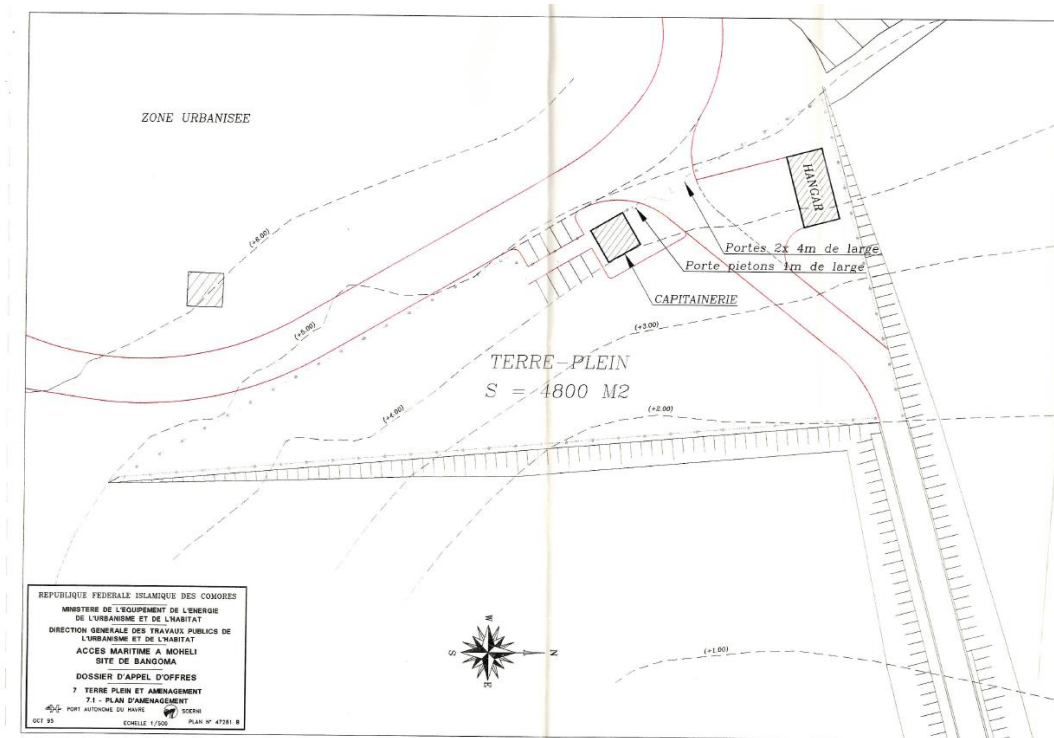 ZONE URBANISEE
HANGAR
(+6.00)
Portes 2x 4m de large
Porte pietons 1m de large
CAPITAINERIE
(+5.00)
(+3.00)
TERRE-PLEIN
S = 4800 M2
(+4.00)
(+2.00)
(+1.00)
W
S
N
E
REPUBLIQUE FEDERALE ISLAMIQUE DES COMORES
MINISTERE DE L'EQUIPEMENT DE L'ENERGIE
DE L'URBANISME ET DE L'HABITAT
DIRECTION GENERALE DES TRAVAUX PUBLICS DE
L'URBANISME ET DE L'HABITAT
ACCES MARITIME A MOHELI
SITE DE BANGOMA
DOSSIER D'APPEL D'OFFRES
7 TERRE PLEIN ET AMENAGEMENT
7.1 - PLAN D'AMENAGEMENT
PORT AUTONOME DU HAVRE SOERNI
OCT 95 ECHELLE 1/500 PLAN N° 47281 B